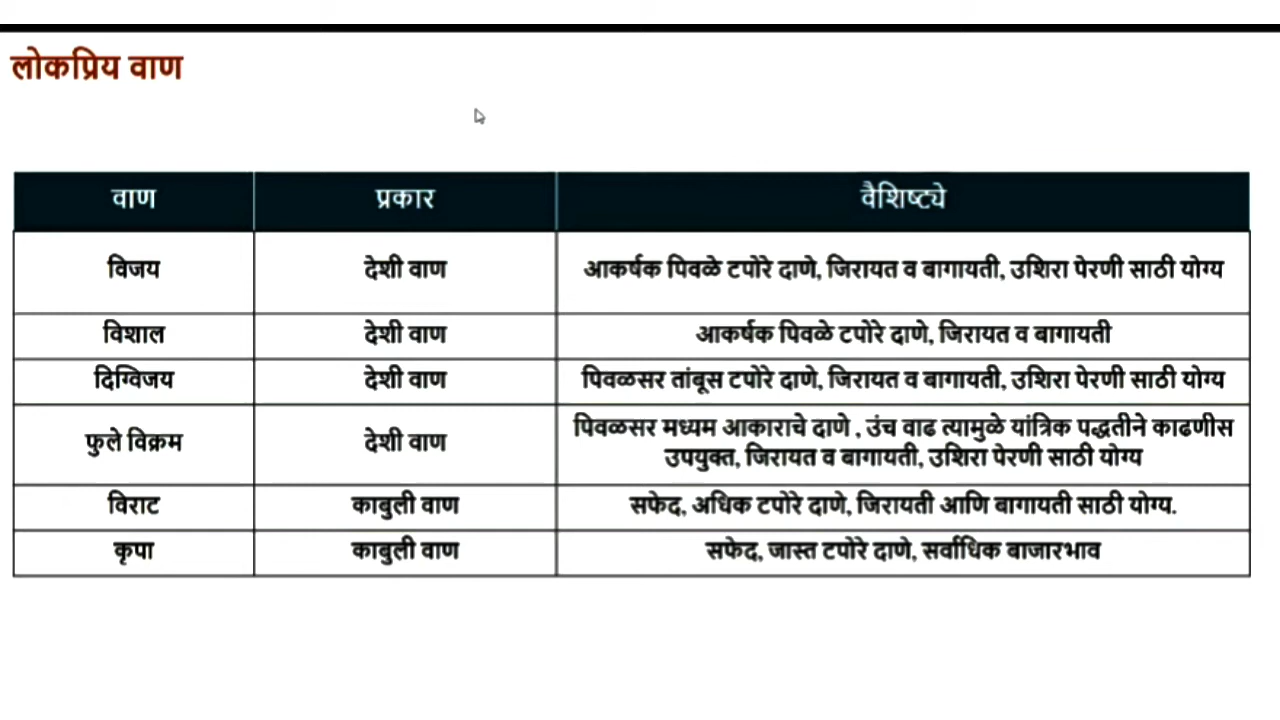 लोकप्रिय वाण
वाण प्रकार वैशिष्ट्ये
विजय देशी वाण आकर्षक पिवळे टपोरे दाणे, जिरायत व बागायती, उशिरा पेरणी साठी योग्य
विशाल देशी वाण आकर्षक पिवळे टपोरे दाणे, जिरायत व बागायती
दिग्विजय देशी वाण पिवळसर तांबूस टपोरे दाणे, जिरायत व बागायती, उशिरा पेरणी साठी योग्य
फुले विक्रम देशी वाण पिवळसर मध्यम आकाराचे दाणे , उंच वाढ त्यामुळे यांत्रिक पद्धतीने काढणीस
उपयुक्त, जिरायत व बागायती, उशिरा पेरणी साठी योग्य
विराट काबुली वाण सफेद, अधिक टपोरे दाणे, जिरायती आणि बागायती साठी योग्य.
कृपा काबुली वाण सफेद, जास्त टपोरे दाणे, सर्वाधिक बाजारभाव